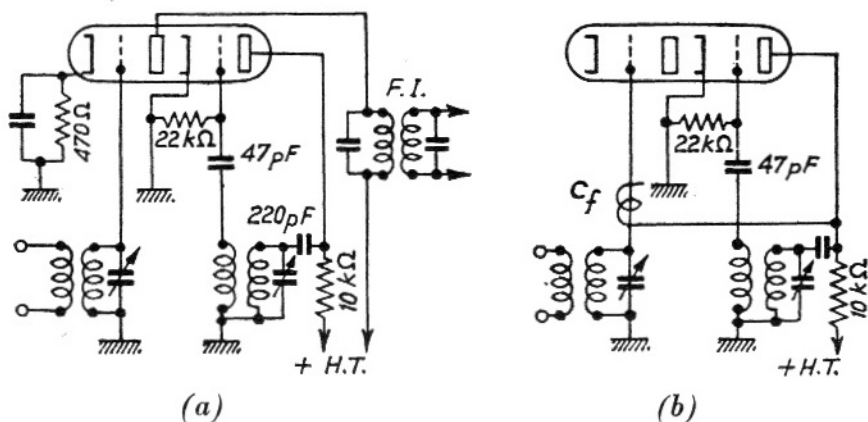 470Ω
22kΩ
47pF
F.I.
220pF
10kΩ
+ H.T.
(a)
22kΩ
47pF
Cf
10kΩ
+H.T.
(b)